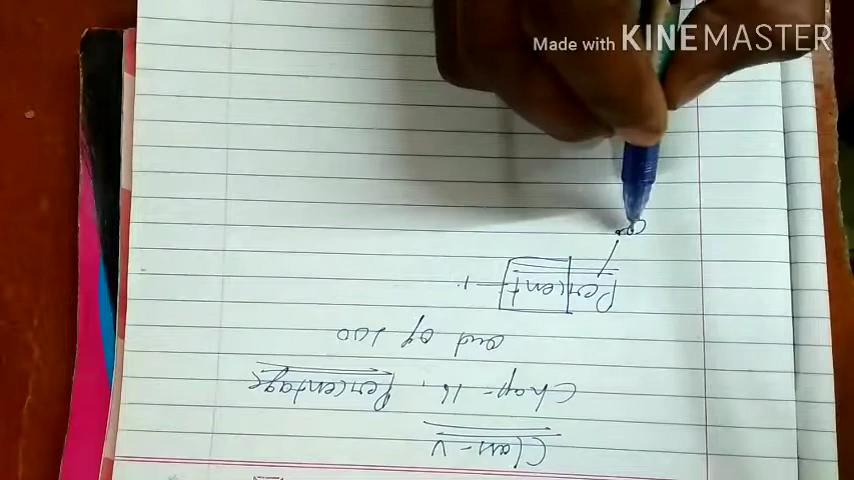 Made with KINEMASTER
Class - V
Chap - 16. Percentage
out of 100
Percent